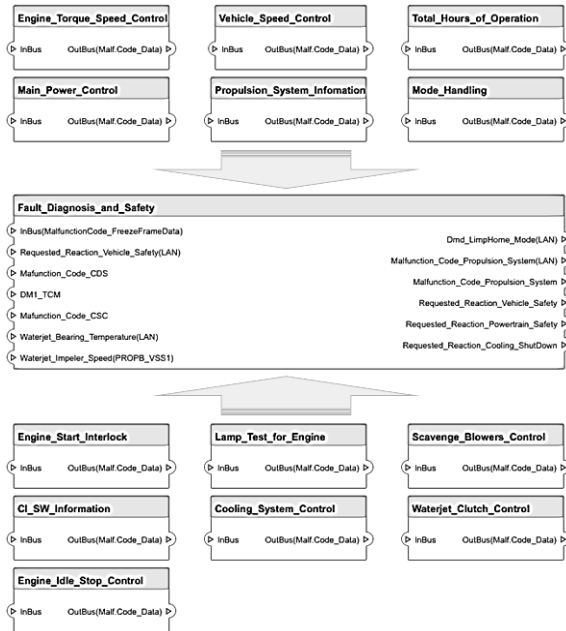 Engine_Torque_Speed_Control
InBus OutBus(Malf.Code_Data)
Vehicle_Speed_Control
InBus OutBus(Malf.Code_Data)
Total_Hours_of_Operation
InBus OutBus(Malf.Code_Data)
Main_Power_Control
InBus OutBus(Malf.Code_Data)
Propulsion_System_Infomation
InBus OutBus(Malf.Code_Data)
Mode_Handling
InBus OutBus(Malf.Code_Data)
Fault_Diagnosis_and_Safety
InBus(MalfunctionCode_FreezeFrameData)
Requested_Reaction_Vehicle_Safety(LAN)
Mafunction_Code_CDS
DM1_TCM
Mafunction_Code_CSC
Waterjet_Bearing_Temperature(LAN)
Waterjet_Impeler_Speed(PROPB_VSS1)
Dmd_LimpHome_Mode(LAN)
Malfunction_Code_Propulsion_System(LAN)
Malfunction_Code_Propulsion_System
Requested_Reaction_Vehicle_Safety
Requested_Reaction_Powertrain_Safety
Requested_Reaction_Cooling_ShutDown
Engine_Start_Interlock
InBus OutBus(Malf.Code_Data)
Lamp_Test_for_Engine
InBus OutBus(Malf.Code_Data)
Scavenge_Blowers_Control
InBus OutBus(Malf.Code_Data)
CI_SW_Information
InBus OutBus(Malf.Code_Data)
Cooling_System_Control
InBus OutBus(Malf.Code_Data)
Waterjet_Clutch_Control
InBus OutBus(Malf.Code_Data)
Engine_Idle_Stop_Control
InBus OutBus(Malf.Code_Data)